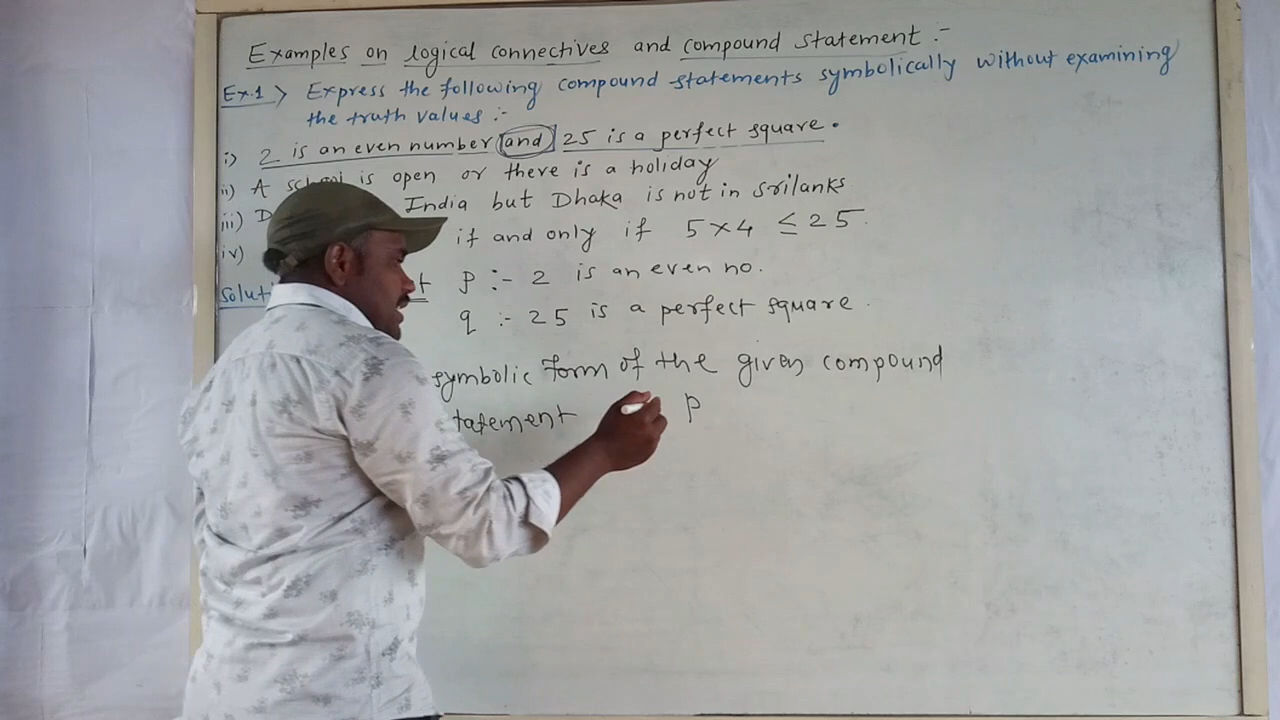 Examples on logical connectives and compound statement :-
Ex.1 > Express the following compound statements symbolically without examining
the truth values :-
i) 2 is an even number and 25 is a perfect square.
ii) A is open or there is a holiday
iii) D India but Dhaka is not in srilanks
iv) if and only if 5 × 4 ≤ 25.
p :- 2 is an even no.
q :- 25 is a perfect square.
symbolic form of the given compound
tatement p